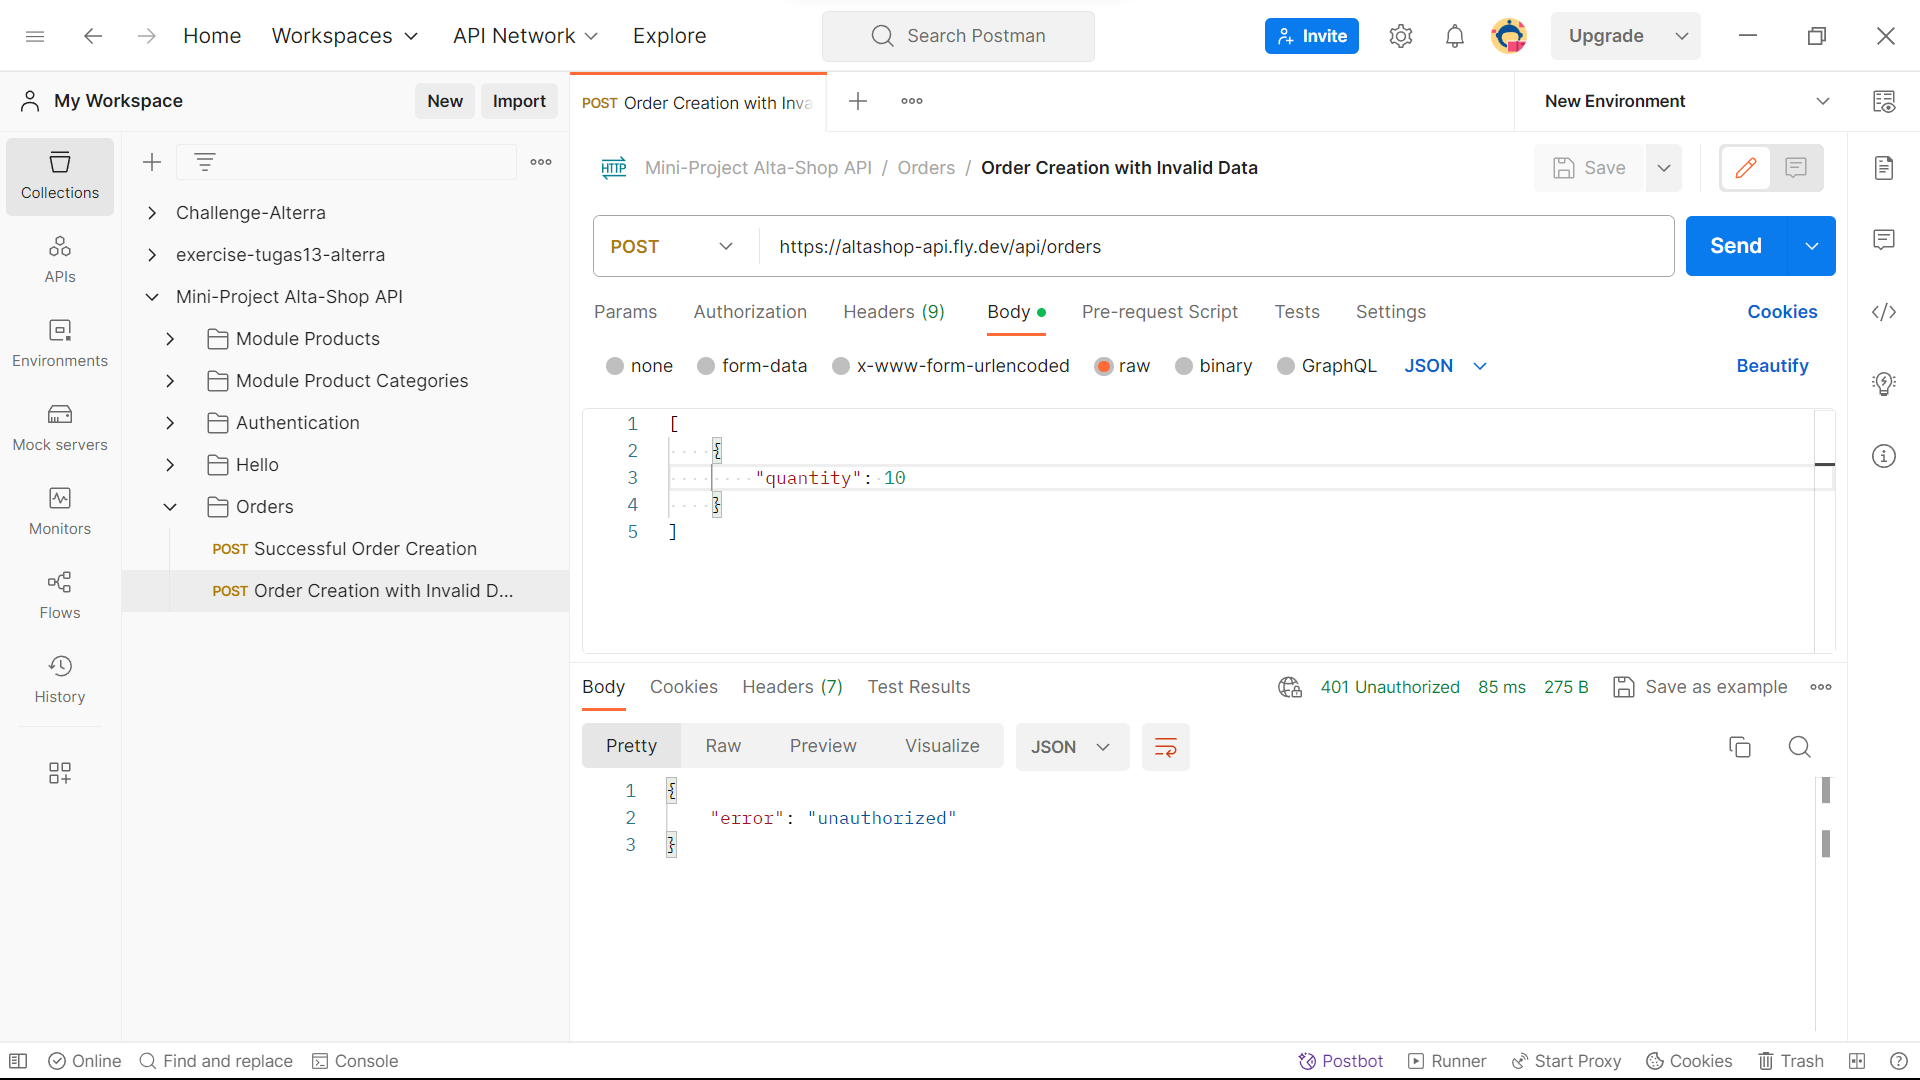 Home Workspaces API Network Explore Search Postman Invite Upgrade
My Workspace New Import POST Order Creation with Inva New Environment
Collections
APIs
Environments
Mock servers
Monitors
Flows
History
Challenge-Alterra
exercise-tugas13-alterra
Mini-Project Alta-Shop API
Module Products
Module Product Categories
Authentication
Hello
Orders
POST Successful Order Creation
POST Order Creation with Invalid D...
HTTP Mini-Project Alta-Shop API / Orders / Order Creation with Invalid Data Save
POST https://altashop-api.fly.dev/api/orders Send
Params Authorization Headers (9) Body Pre-request Script Tests Settings Cookies
none form-data x-www-form-urlencoded raw binary GraphQL JSON Beautify
1 [
2 {
3 "quantity": 10
4 }
5 ]
Body Cookies Headers (7) Test Results 401 Unauthorized 85 ms 275 B Save as example
Pretty Raw Preview Visualize JSON
1 {
2 "error": "unauthorized"
3 }
Online Find and replace Console Postbot Runner Start Proxy Cookies Trash